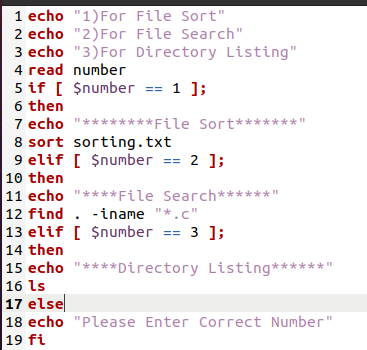 1 echo "1)For File Sort"
2 echo "2)For File Search"
3 echo "3)For Directory Listing"
4 read number
5 if [ $number == 1 ];
6 then
7 echo "********File Sort*******"
8 sort sorting.txt
9 elif [ $number == 2 ];
10 then
11 echo "****File Search******"
12 find . -iname "*.c"
13 elif [ $number == 3 ];
14 then
15 echo "****Directory Listing******"
16 ls
17 else
18 echo "Please Enter Correct Number"
19 fi